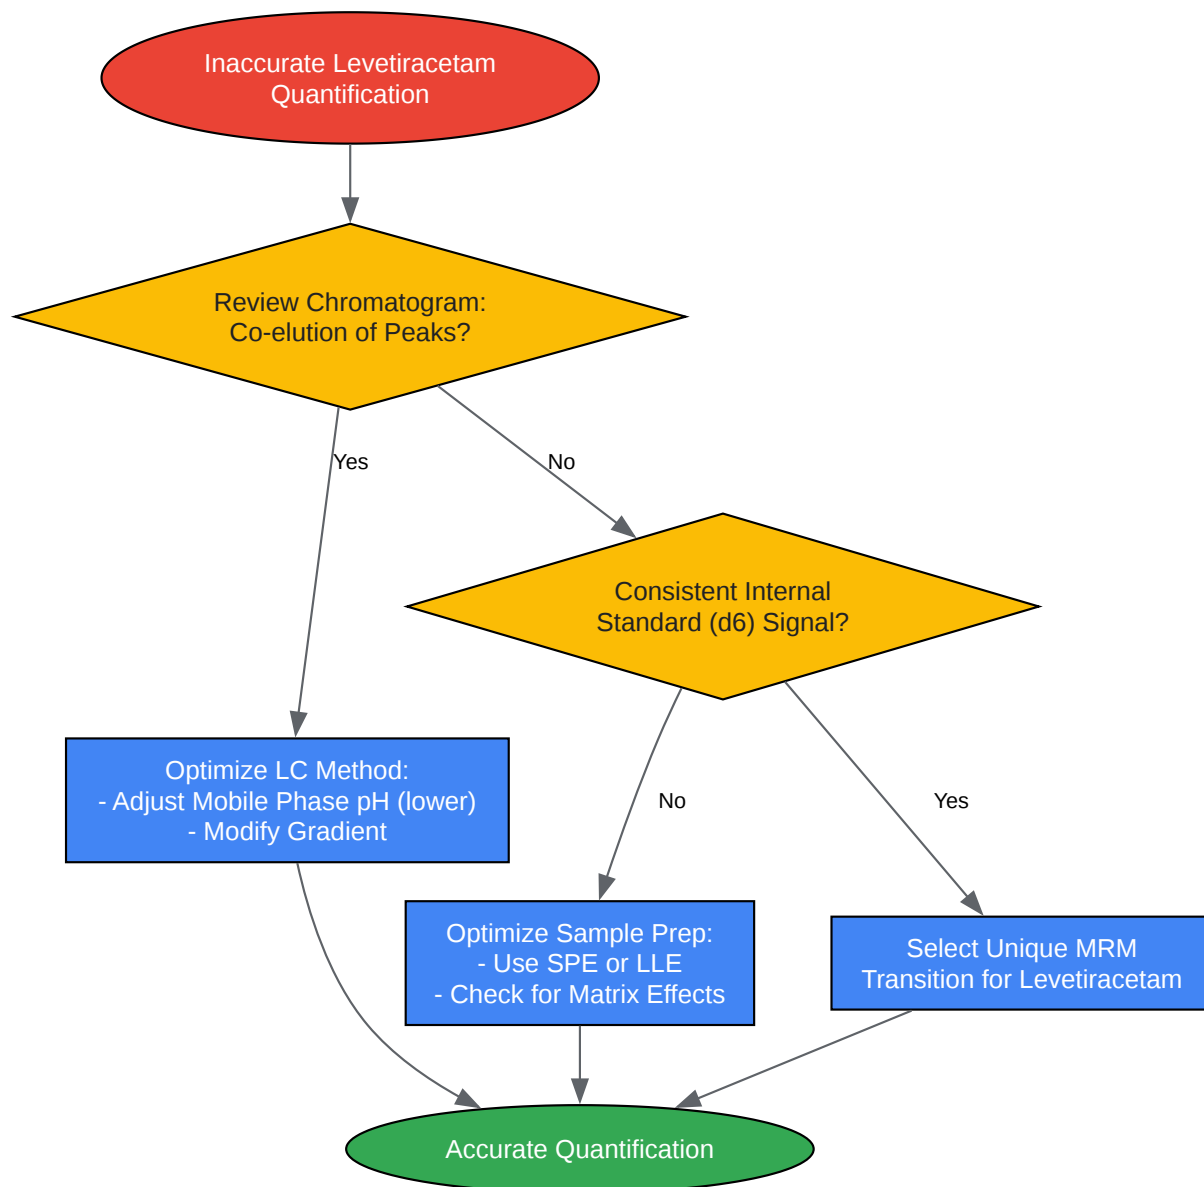 Inaccurate Levetiracetam
Quantification
Review Chromatogram:
Co-elution of Peaks?
Yes
No
Consistent Internal
Standard (d6) Signal?
Optimize LC Method:
- Adjust Mobile Phase pH (lower)
- Modify Gradient
No
Yes
Optimize Sample Prep:
- Use SPE or LLE
- Check for Matrix Effects
Select Unique MRM
Transition for Levetiracetam
Accurate Quantification